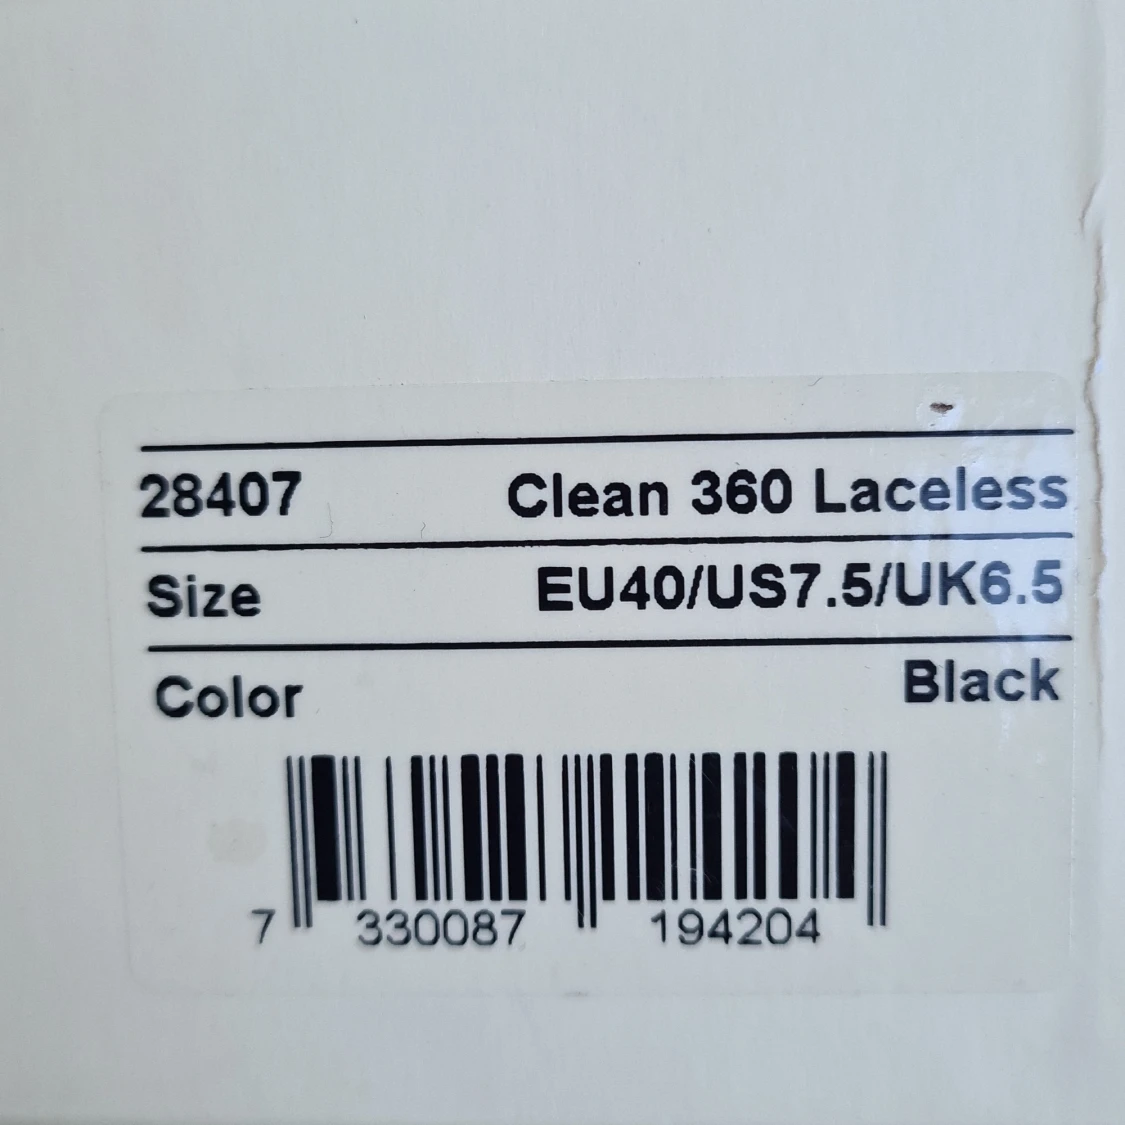 28407 Clean 360 Laceless
Size EU40/US7.5/UK6.5
Color Black
7 330087 194204